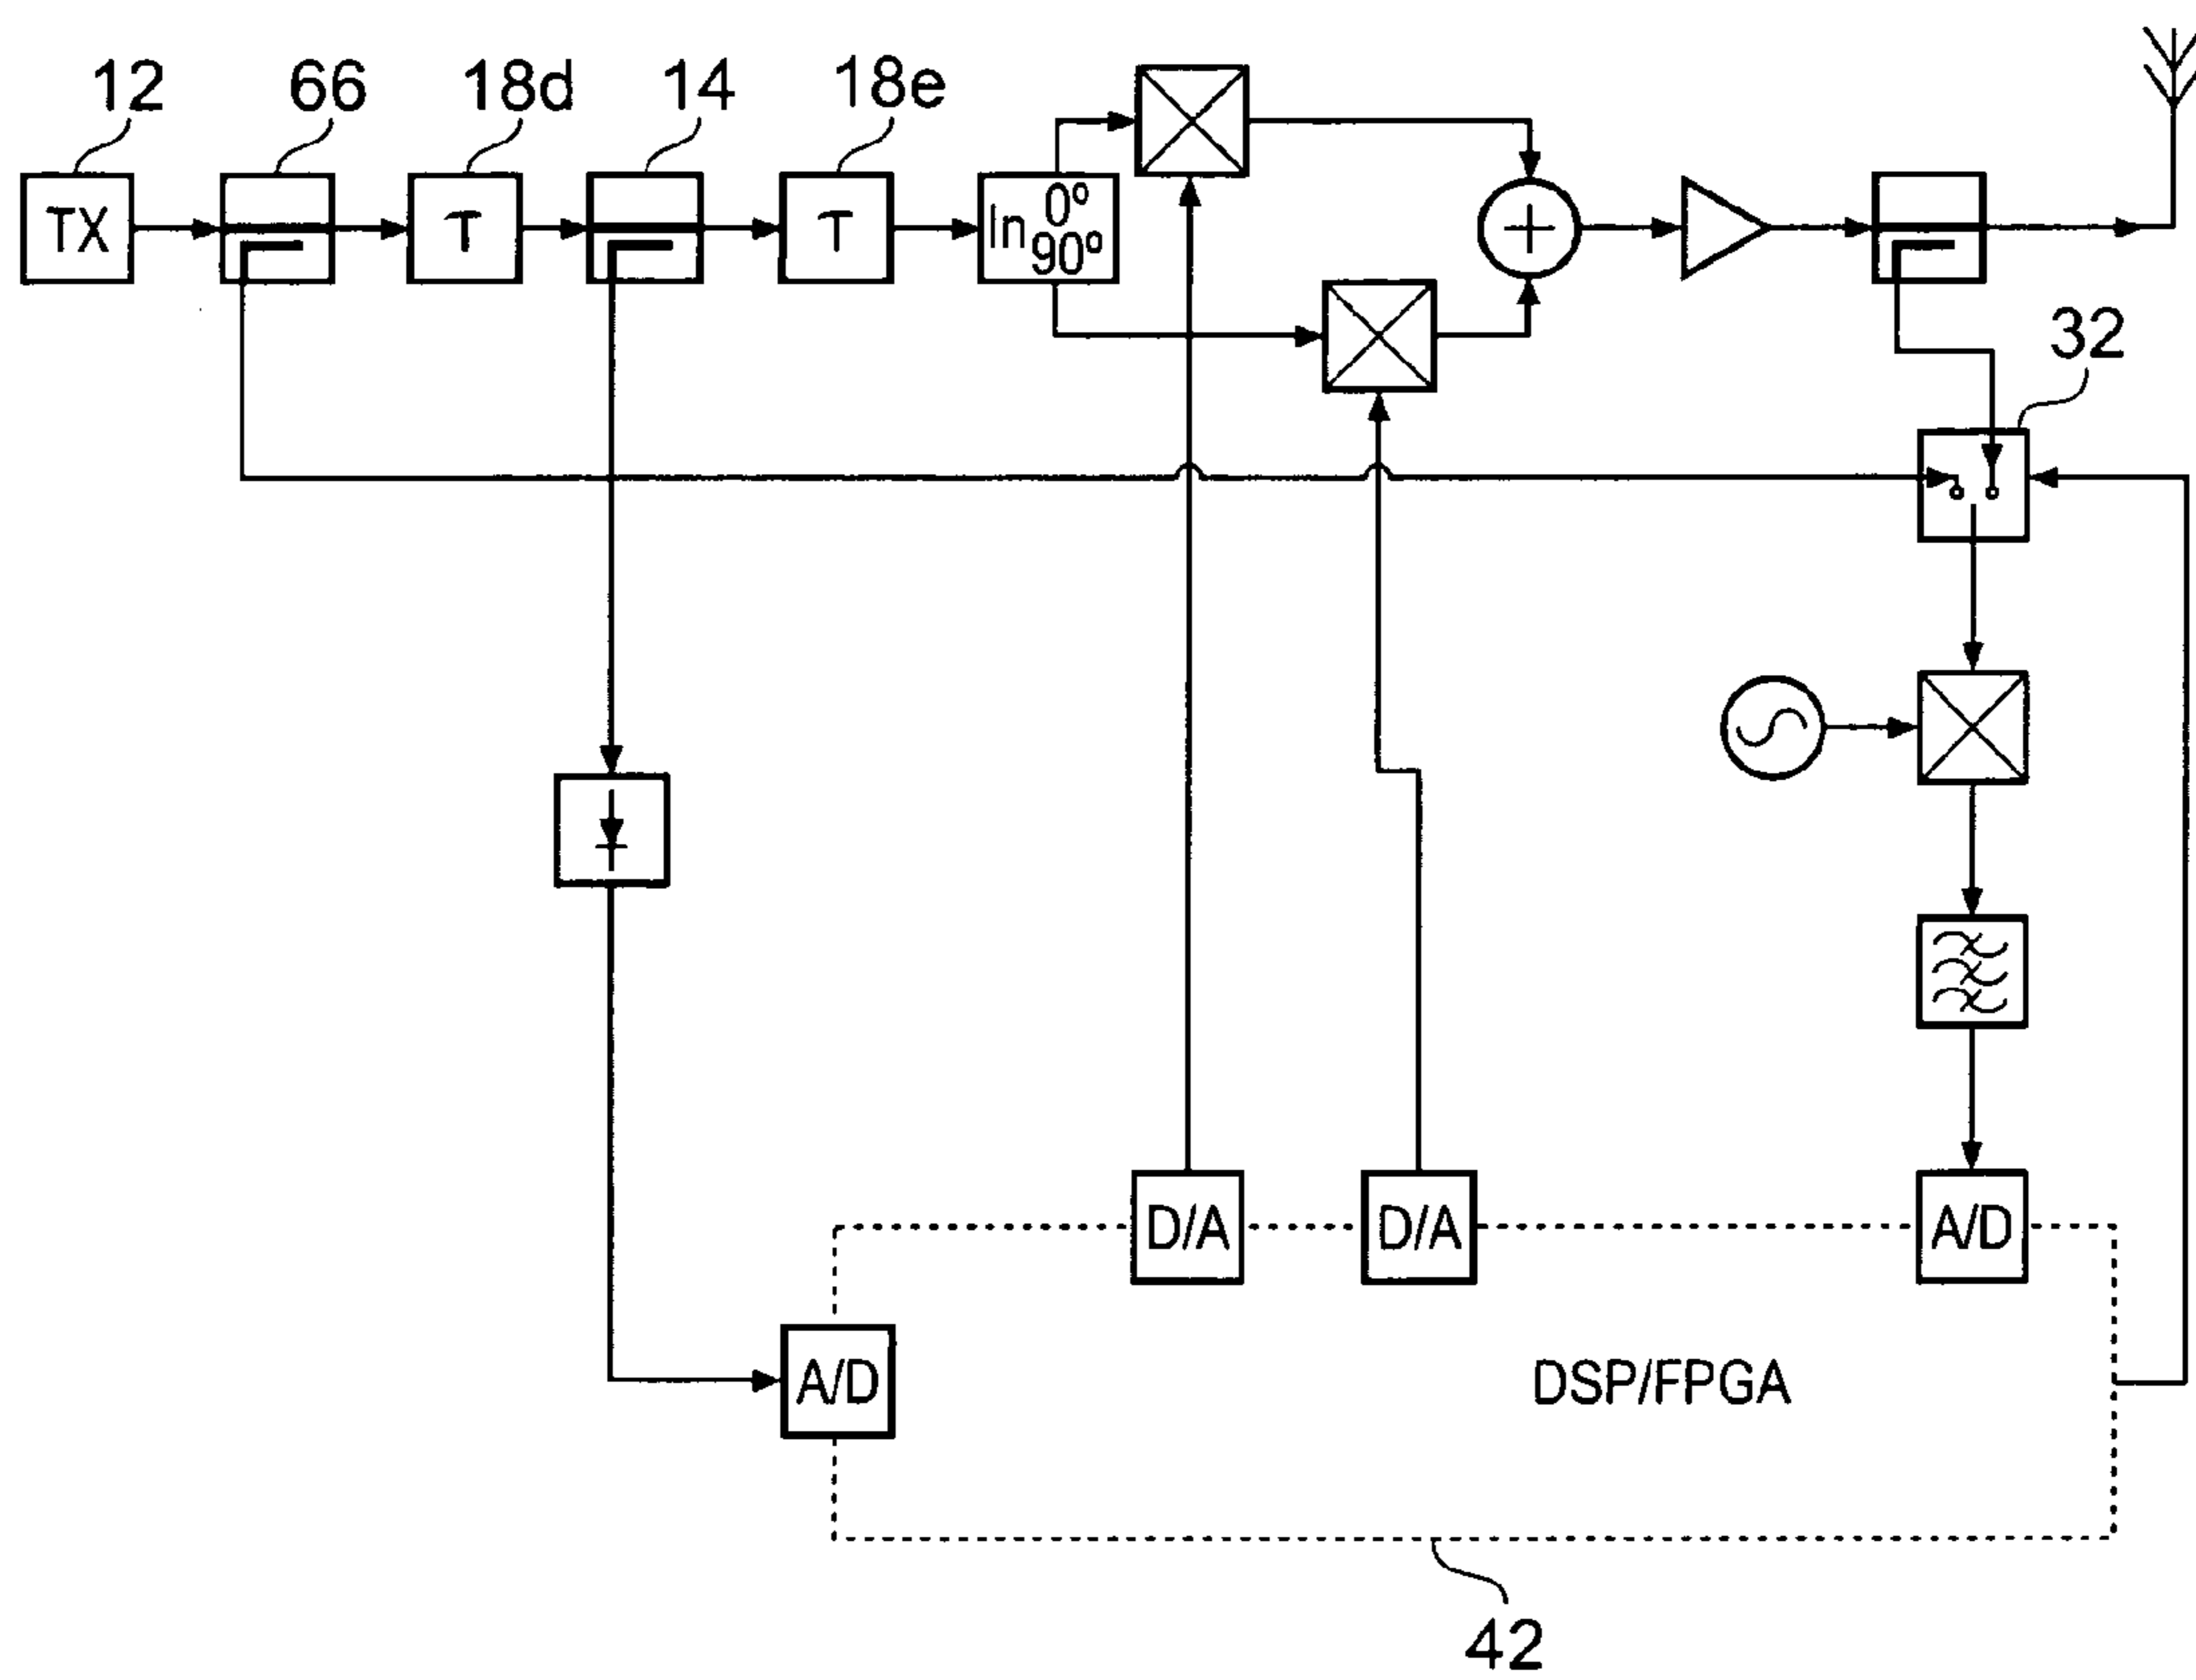 12
66
18d
14
18e
TX
T
T
In 0°
90°
32
D/A
D/A
A/D
A/D
DSP/FPGA
42